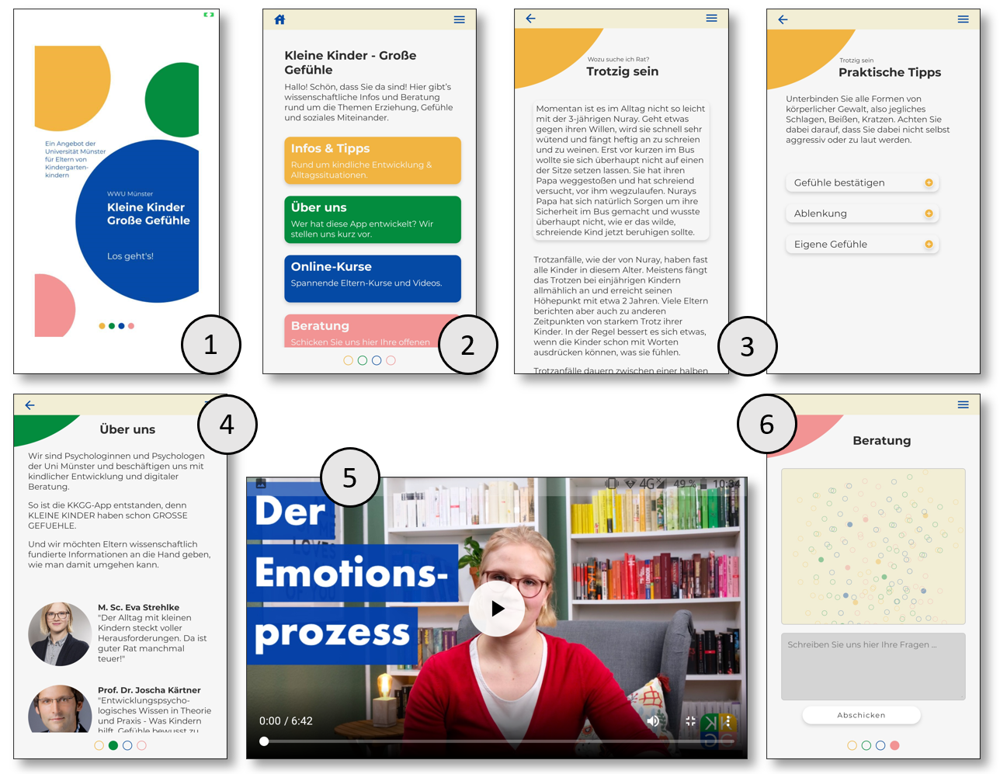 Ein Angebot der
Universität Münster
für Eltern von
Kindergarten-
kindern
WWU Münster
Kleine Kinder
Große Gefühle
Los geht's!
1
Kleine Kinder - Große
Gefühle
Hallo! Schön, dass Sie da sind! Hier gibt's
wissenschaftliche Infos und Beratung
rund um die Themen Erziehung, Gefühle
und soziales Miteinander.
Infos & Tipps
Rund um kindliche Entwicklung &
Alltagssituationen.
Über uns
Wer hat diese App entwickelt? Wir
stellen uns kurz vor.
Online-Kurse
Spannende Eltern-Kurse und Videos.
Beratung
Schicken Sie uns hier Ihre offenen
2
Wozu suche ich Rat?
Trotzig sein
Momentan ist es im Alltag nicht so leicht
mit der 3-jährigen Nuray. Geht etwas
gegen ihren Willen, wird sie schnell sehr
wütend und fängt heftig an zu schreien
und zu weinen. Erst vor kurzen im Bus
wollte sie sich überhaupt nicht auf einen
der Sitze setzen lassen. Sie hat ihren
Papa weggestoßen und hat schreiend
versucht, vor ihm wegzulaufen. Nurays
Papa hat sich natürlich Sorgen um ihre
Sicherheit im Bus gemacht und wusste
überhaupt nicht, wie er das wilde,
schreiende Kind jetzt beruhigen sollte.
Trotzanfälle, wie der von Nuray, haben fast
alle Kinder in diesem Alter. Meistens fängt
das Trotzen bei einjährigen Kindern
allmählich an und erreicht seinen
Höhepunkt mit etwa 2 Jahren. Viele Eltern
berichten aber auch zu anderen
Zeitpunkten von starkem Trotz ihrer
Kinder. In der Regel bessert es sich etwas,
wenn die Kinder schon mit Worten
ausdrücken können, was sie fühlen.
Trotzanfälle dauern zwischen einer halben
3
Trotzig sein
Praktische Tipps
Unterbinden Sie alle Formen von
körperlicher Gewalt, also jegliches
Schlagen, Beißen, Kratzen. Achten Sie
dabei darauf, dass Sie dabei nicht selbst
aggressiv oder zu laut werden.
Gefühle bestätigen
Ablenkung
Eigene Gefühle
4
Über uns
Wir sind Psychologinnen und Psychologen
der Uni Münster und beschäftigen uns mit
kindlicher Entwicklung und digitaler
Beratung.
So ist die KKGG-App entstanden, denn
KLEINE KINDER haben schon GROSSE
GEFUEHLE.
Und wir möchten Eltern wissenschaftlich
fundierte Informationen an die Hand geben,
wie man damit umgehen kann.
M. Sc. Eva Strehlke
"Der Alltag mit kleinen
Kindern steckt voller
Herausforderungen. Da ist
guter Rat manchmal
teuer!"
Prof. Dr. Joscha Kärtner
"Entwicklungspsycho-
logisches Wissen in Theorie
und Praxis - Was Kindern
hilft, Gefühle bewusst zu
5
4G 49 % 10:34
Der
Emotions-
prozess
0:00 / 6:42
6
Beratung
Schreiben Sie uns hier Ihre Fragen ...
Abschicken